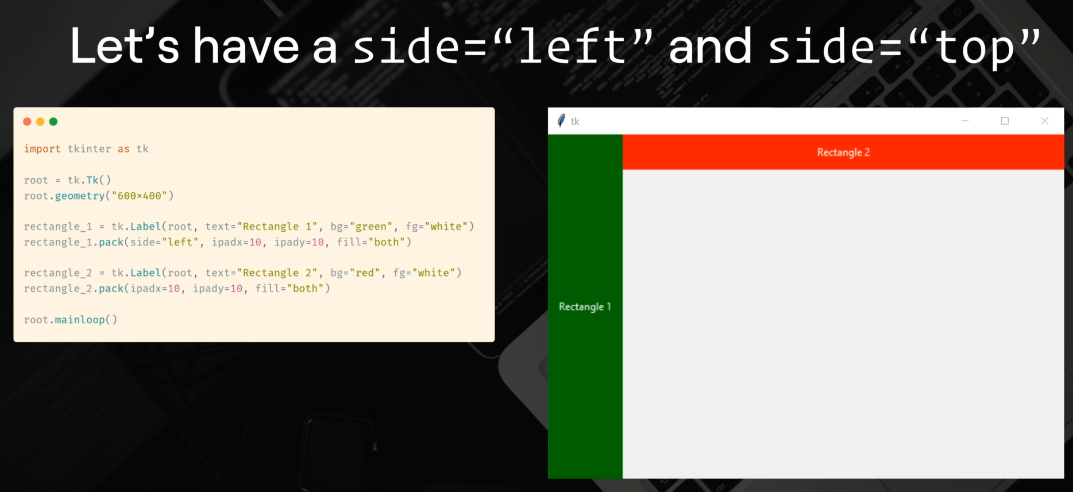 Let's have a side=“left” and side=“top”
import tkinter as tk
root = tk.Tk()
root.geometry("600×400")
rectangle_1 = tk.Label(root, text="Rectangle 1", bg="green", fg="white")
rectangle_1.pack(side="left", ipadx=10, ipady=10, fill="both")
rectangle_2 = tk.Label(root, text="Rectangle 2", bg="red", fg="white")
rectangle_2.pack(ipadx=10, ipady=10, fill="both")
root.mainloop()
tk
Rectangle 2
Rectangle 1